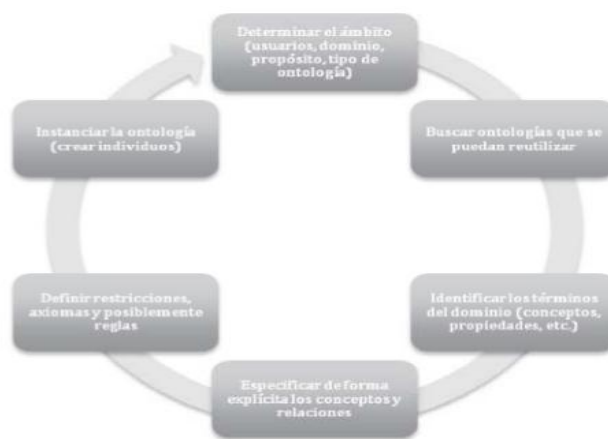 Determinar el ámbito
(usuarios, dominio,
propósito, tipo de
ontología)
Buscar ontologías que se
puedan reutilizar
Identificar los términos
del dominio (conceptos,
propiedades, etc.)
Especificar de forma
explícita los conceptos y
relaciones
Definir restricciones,
axiomas y posiblemente
reglas
Instanciar la ontología
(crear individuos)